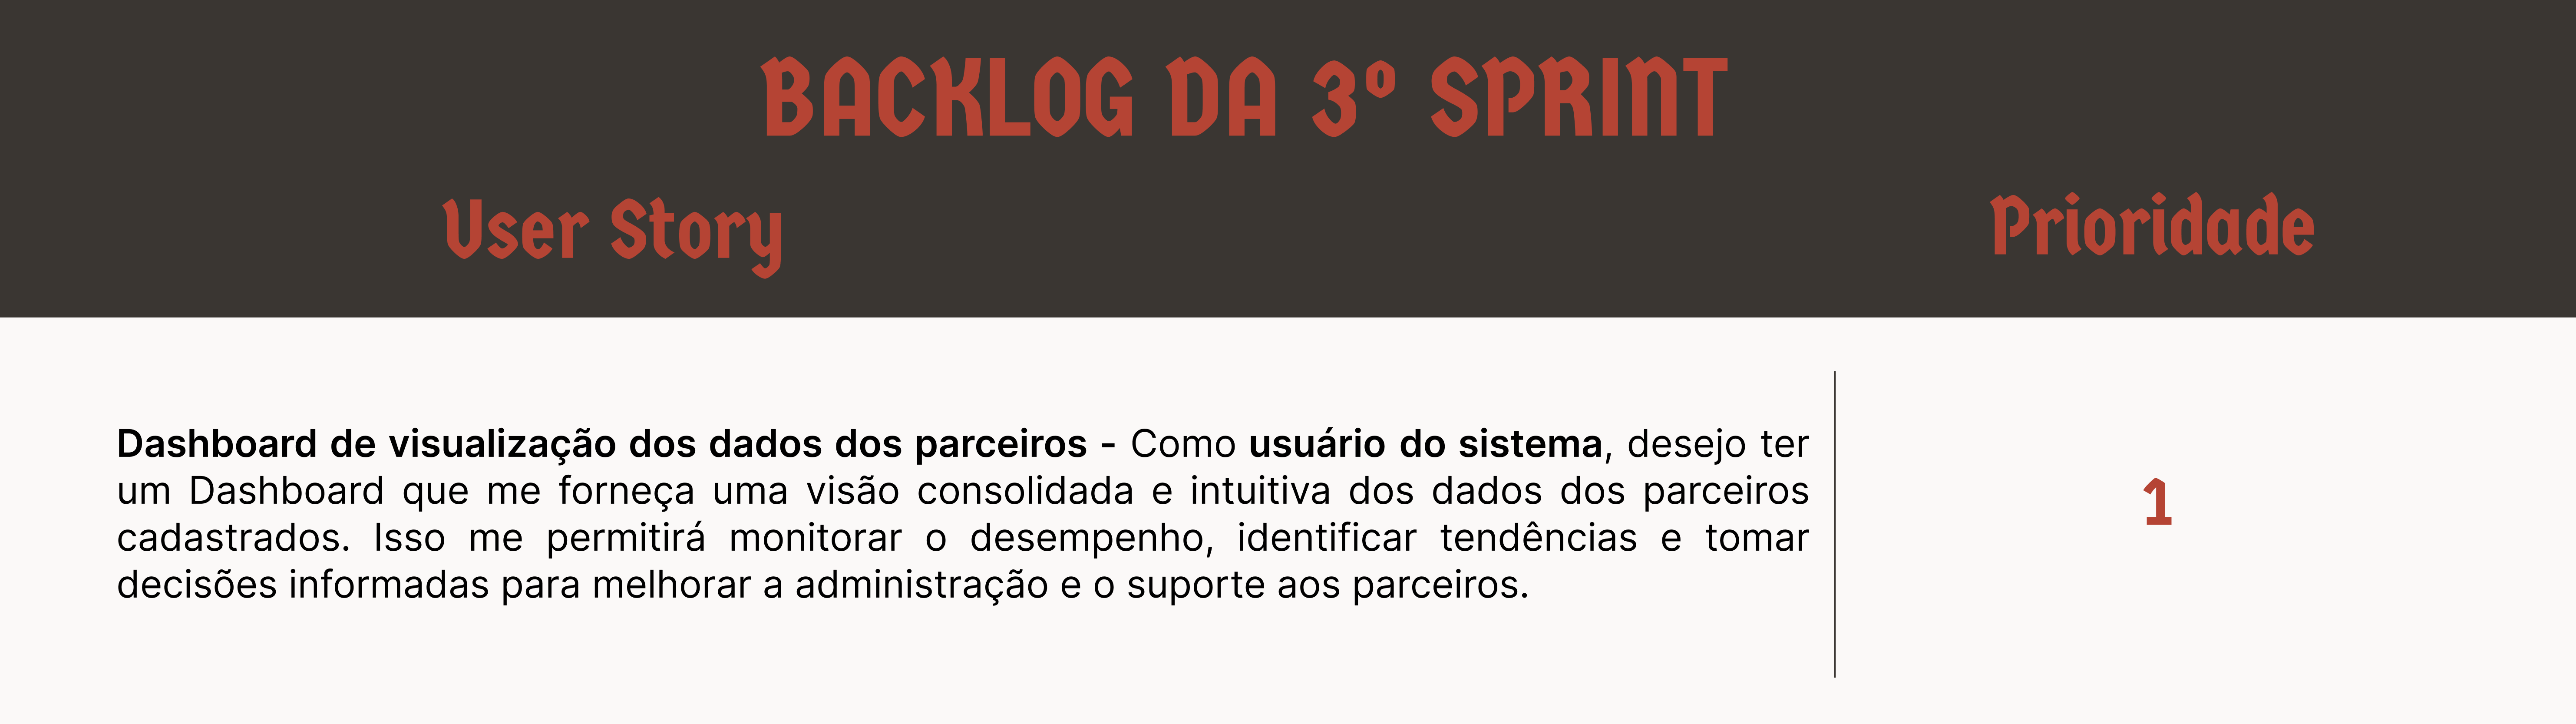 BACKLOG DA 3º SPRINT
User Story
Prioridade
Dashboard de visualização dos dados dos parceiros - Como usuário do sistema, desejo ter
um Dashboard que me forneça uma visão consolidada e intuitiva dos dados dos parceiros
cadastrados. Isso me permitirá monitorar o desempenho, identificar tendências e tomar
decisões informadas para melhorar a administração e o suporte aos parceiros.
1